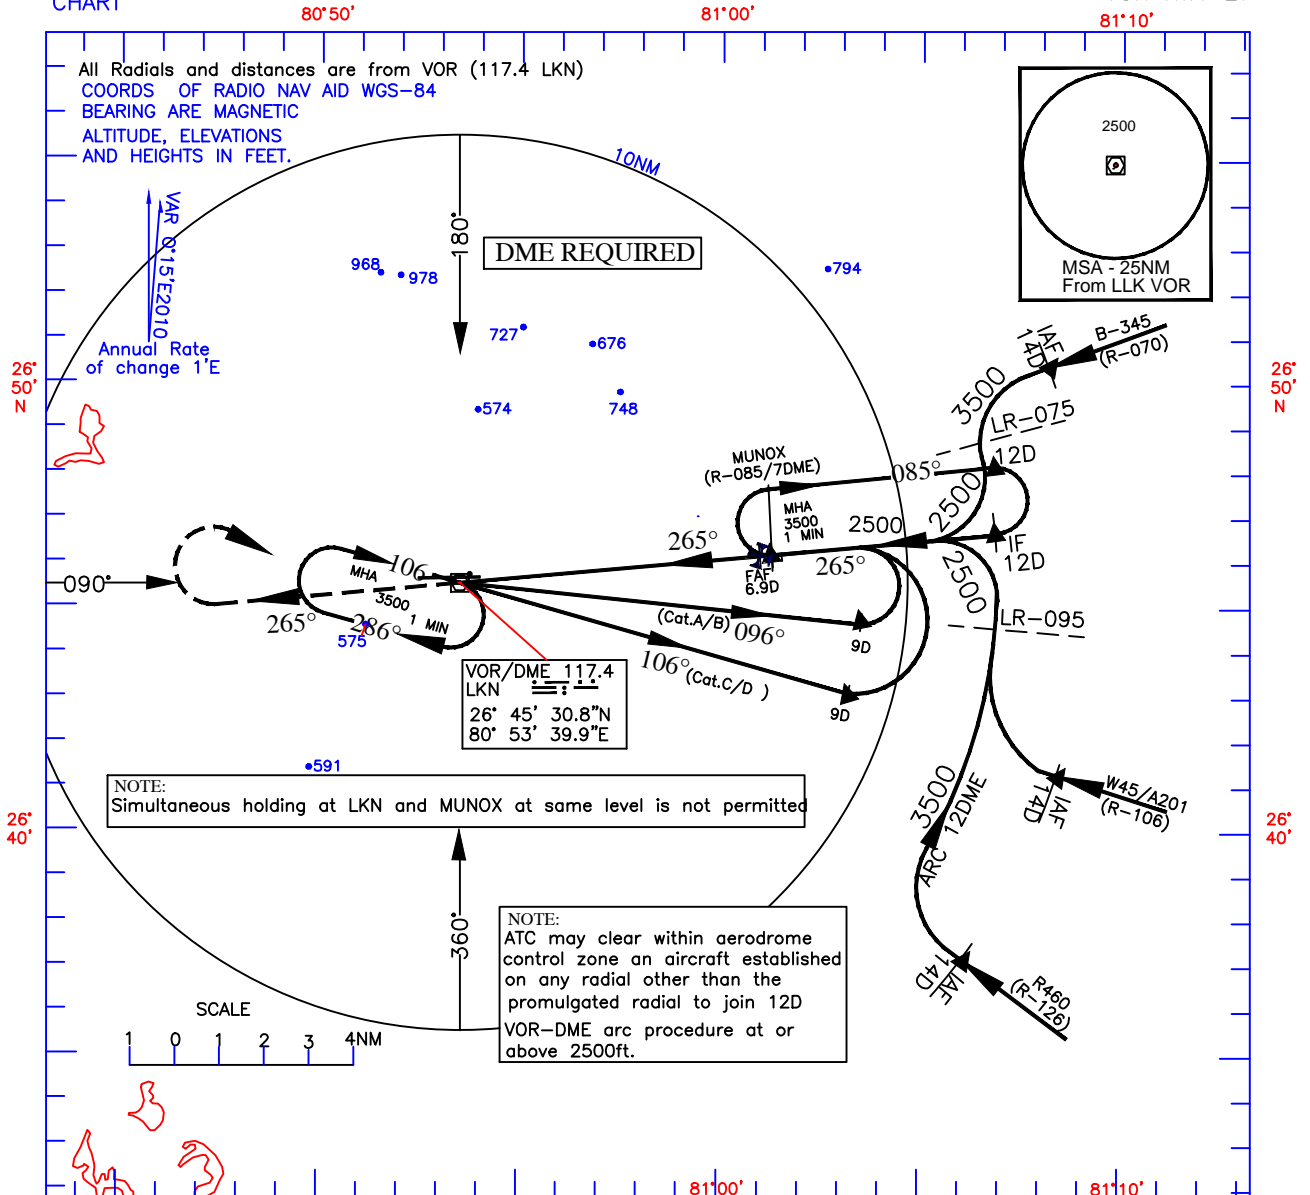 CHART
80°50'
81°00'
81°10'
All Radials and distances are from VOR (117.4 LKN)
COORDS OF RADIO NAV AID WGS-84
BEARING ARE MAGNETIC
ALTITUDE, ELEVATIONS
AND HEIGHTS IN FEET.
VAR 0°15'E2010
Annual Rate
of change 1'E
10NM
180°
DME REQUIRED
2500
MSA - 25NM
From LLK VOR
968
978
794
727
676
574
748
26°
50'
N
26°
50'
N
IAF
14D
B-345
(R-070)
3500
LR-075
12D
MUNOX
(R-085/7DME)
085°
MHA
3500
1 MIN
2500
2500
IF
12D
265°
FAF
6.9D
265°
2500
LR-095
090°
106
MHA
3500
1 MIN
265°
286°
575
(Cat.A/B)
096°
9D
106°
(Cat.C/D )
9D
VOR/DME 117.4
LKN
26° 45' 30.8"N
80° 53' 39.9"E
591
NOTE:
Simultaneous holding at LKN and MUNOX at same level is not permitted
W45/A201
(R-106)
IAF
14D
3500
ARC 12DME
26°
40'
26°
40'
N
360°
NOTE:
ATC may clear within aerodrome
control zone an aircraft established
on any radial other than the
promulgated radial to join 12D
VOR-DME arc procedure at or
above 2500ft.
IAF
14D
R460
(R-126)
SCALE
1 0 1 2 3 4NM
80°50'
81°00'
81°10'